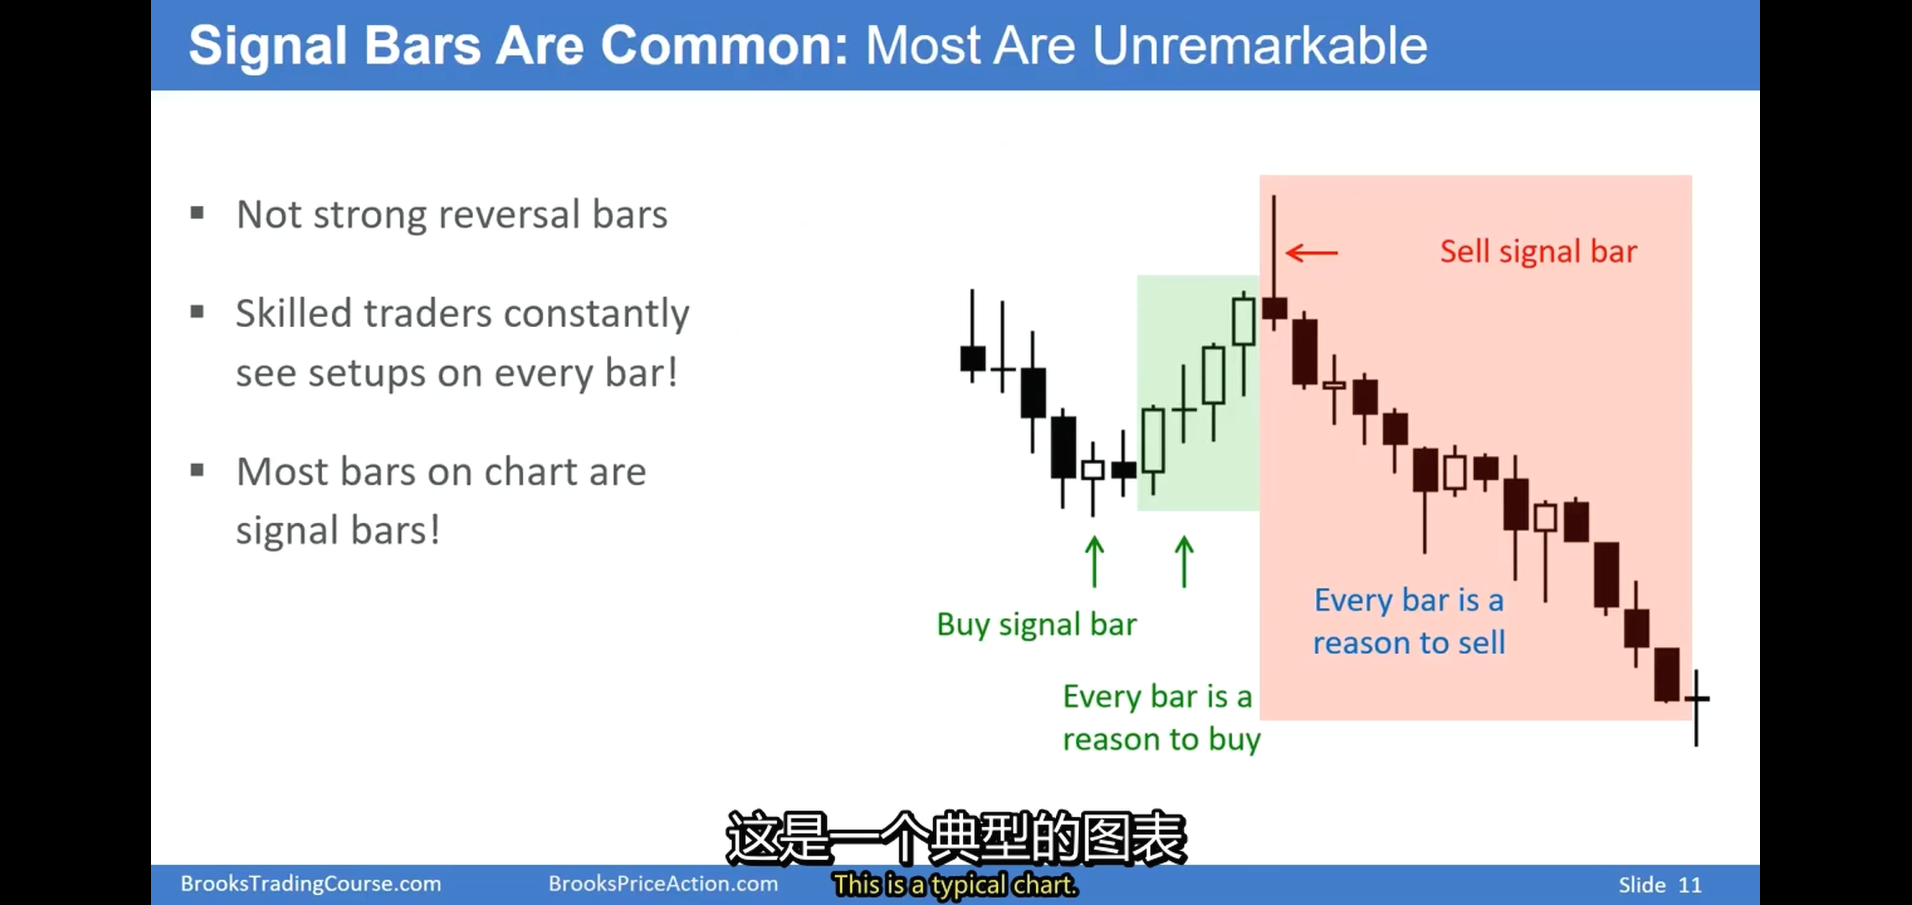 Signal Bars Are Common: Most Are Unremarkable
▪ Not strong reversal bars
▪ Skilled traders constantly
see setups on every bar!
▪ Most bars on chart are
signal bars!
Sell signal bar
Every bar is a
reason to sell
Buy signal bar
Every bar is a
reason to buy
这是一个典型的图表
This is a typical chart.
BrooksTradingCourse.com
BrooksPriceAction.com
Slide 11